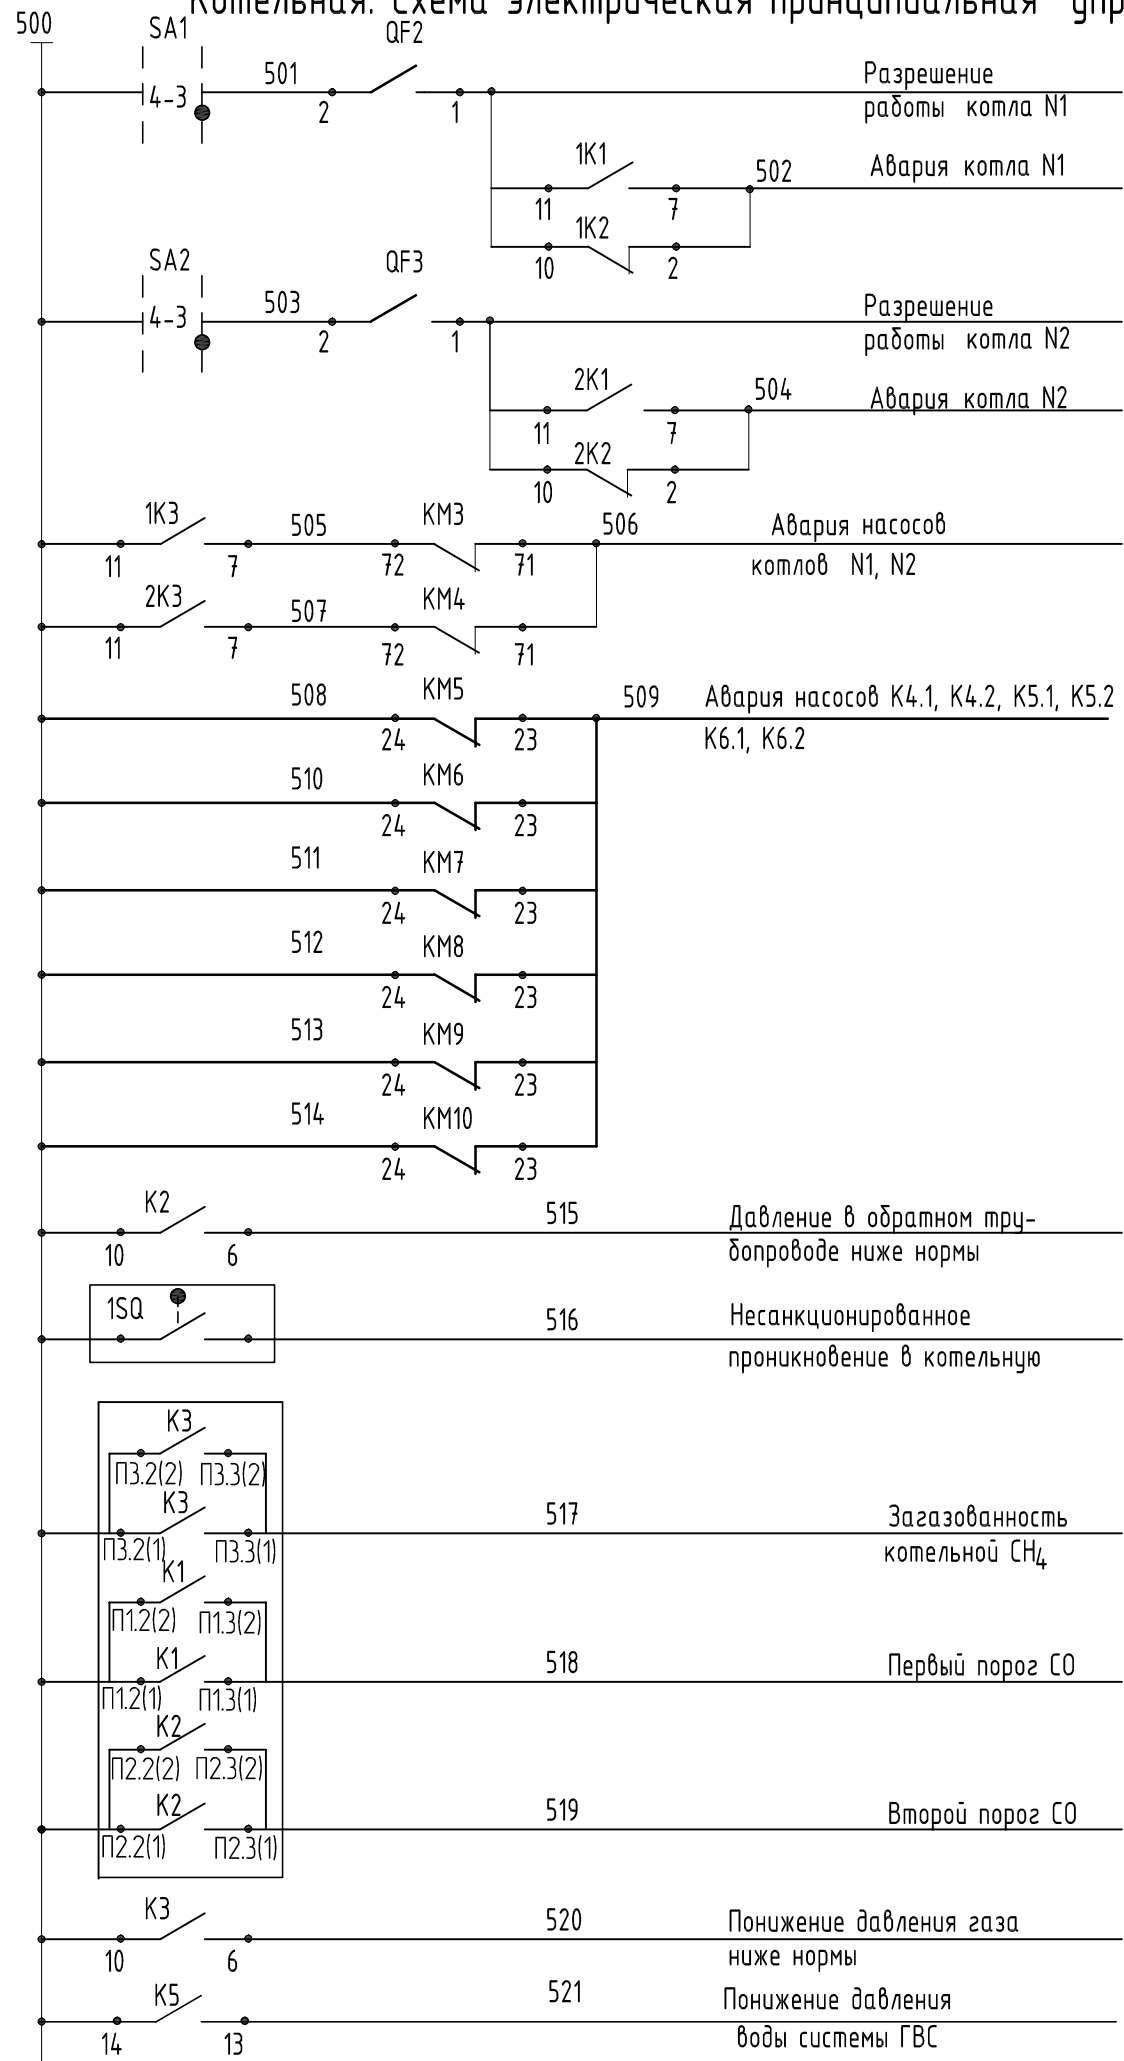 Котельная. Схема электрическая принципиальная упр
500
SA1
QF2
4-3
501
2
1
Разрешение
работы котла N1
1K1
11
7
502
Авария котла N1
1K2
10
2
SA2
QF3
4-3
503
2
1
Разрешение
работы котла N2
2K1
11
7
504
Авария котла N2
2K2
10
2
1K3
11
7
505
KM3
72
71
506
Авария насосов
котлов N1, N2
2K3
11
7
507
KM4
72
71
508
KM5
24
23
509
Авария насосов К4.1, К4.2, К5.1, К5.2
К6.1, К6.2
510
KM6
24
23
511
KM7
24
23
512
KM8
24
23
513
KM9
24
23
514
KM10
24
23
K2
10
6
515
Давление в обратном тру-
бопроводе ниже нормы
1SQ
516
Несанкционированное
проникновение в котельную
K3
П3.2(2) П3.3(2)
K3
П3.2(1) П3.3(1)
517
Загазованность
котельной CH4
K1
П1.2(2) П1.3(2)
K1
П1.2(1) П1.3(1)
518
Первый порог СО
K2
П2.2(2) П2.3(2)
K2
П2.2(1) П2.3(1)
519
Второй порог СО
K3
10
6
520
Понижение давления газа
ниже нормы
K5
14
13
521
Понижение давления
воды системы ГВС